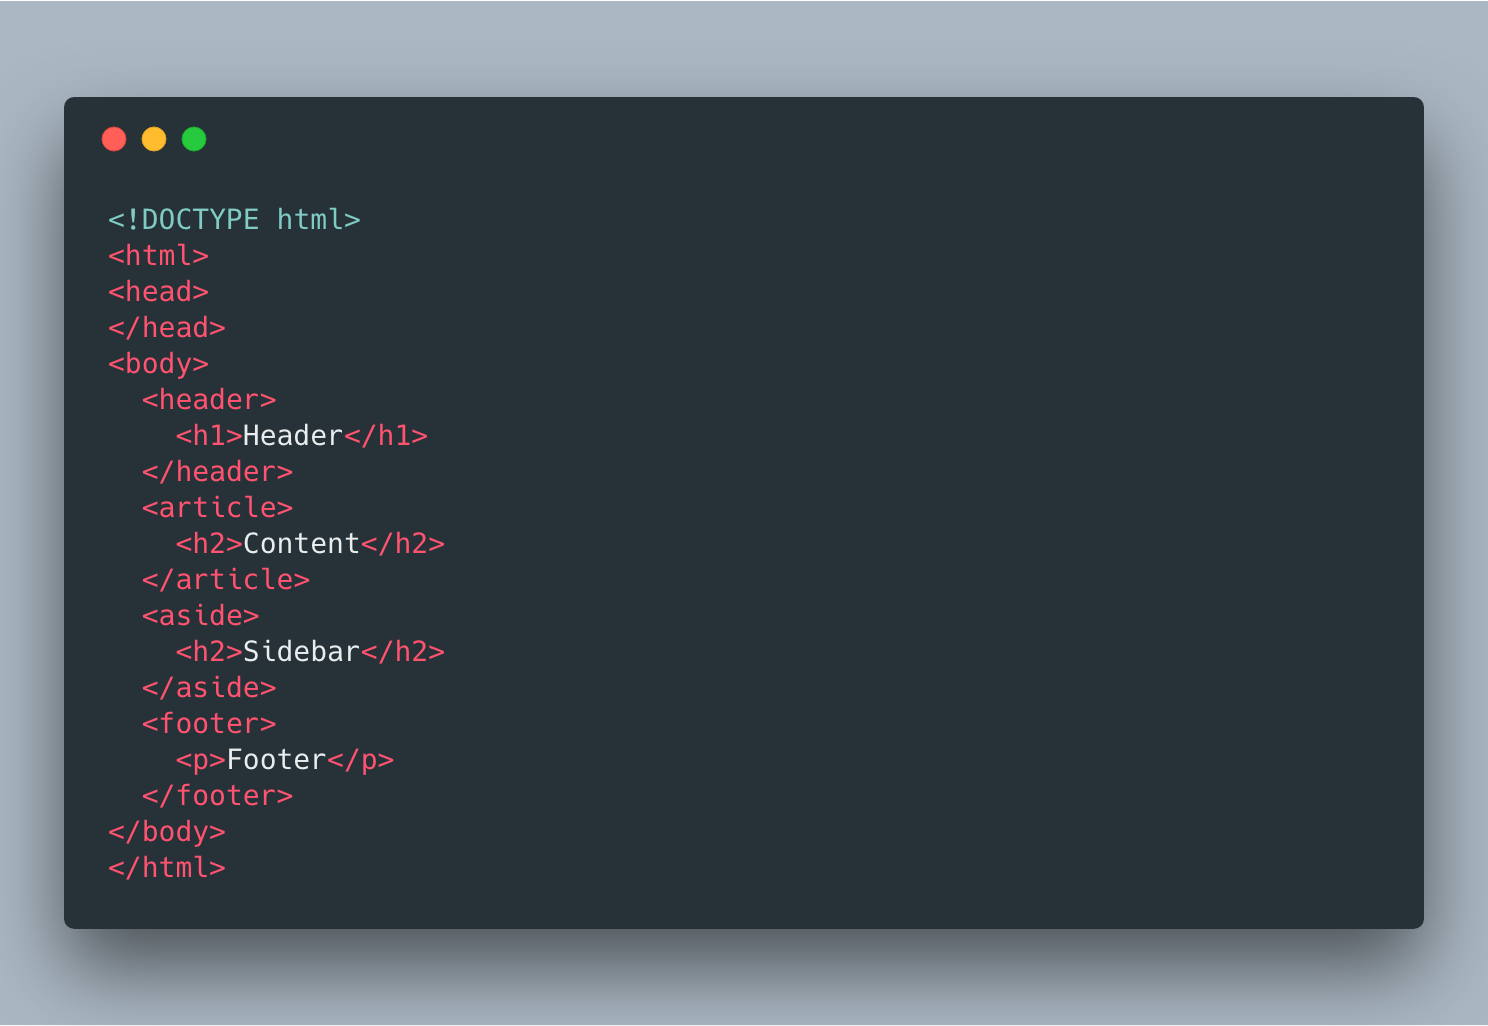 <!DOCTYPE html>
<html>
<head>
</head>
<body>
  <header>
    <h1>Header</h1>
  </header>
  <article>
    <h2>Content</h2>
  </article>
  <aside>
    <h2>Sidebar</h2>
  </aside>
  <footer>
    <p>Footer</p>
  </footer>
</body>
</html>